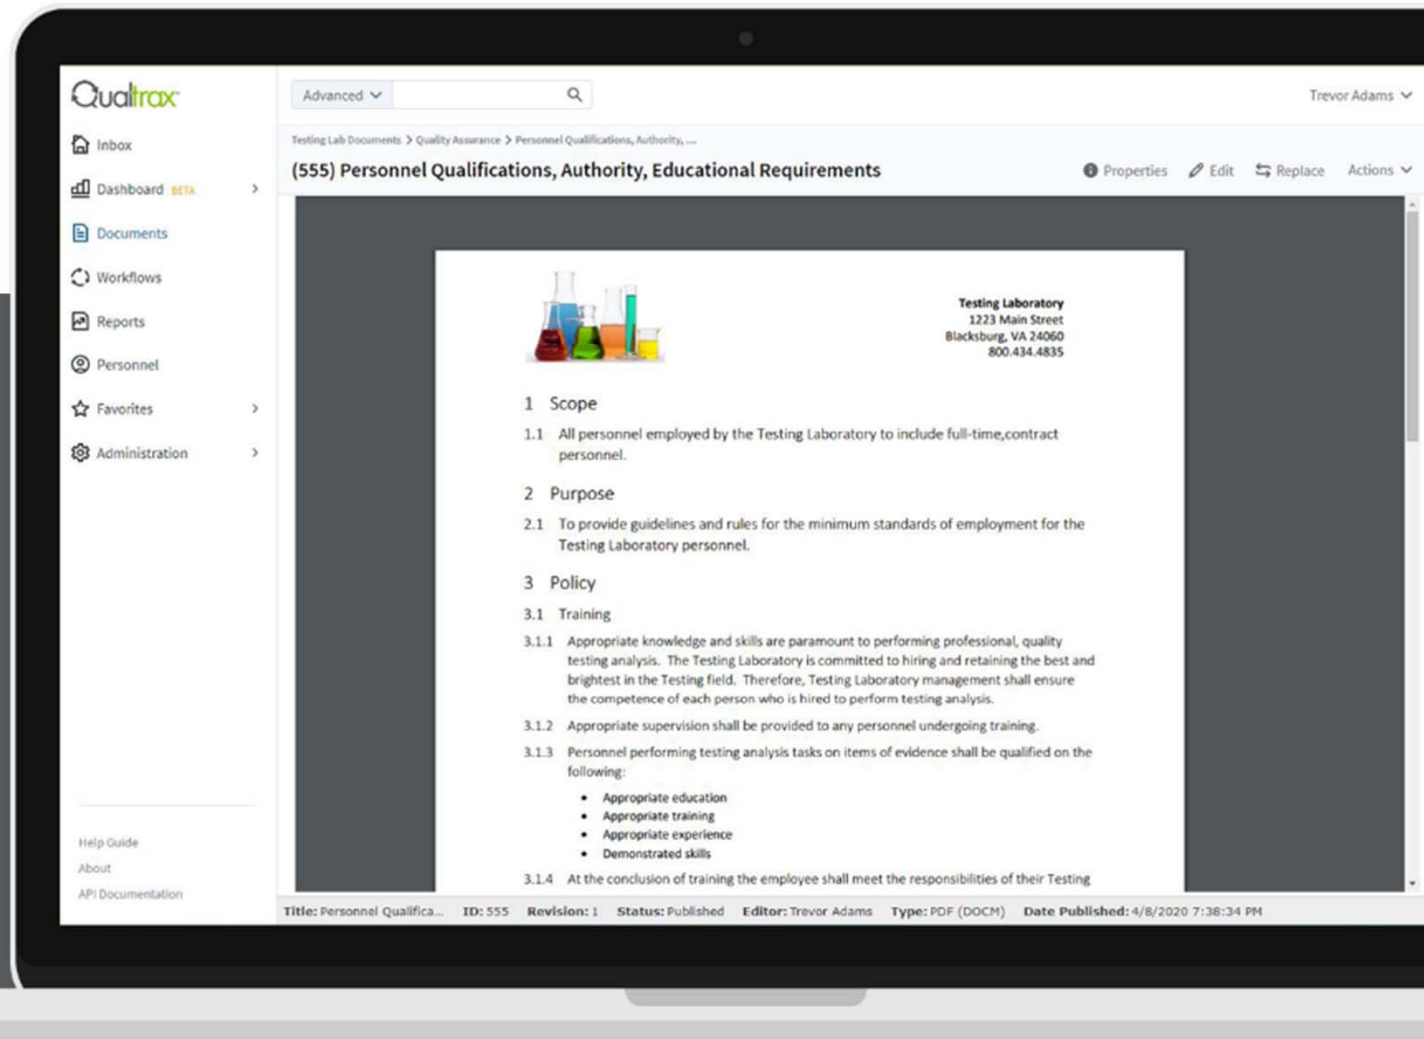 Qualtrax
Advanced
Trevor Adams
Inbox
Dashboard BETA
Documents
Workflows
Reports
Personnel
Favorites
Administration
Help Guide
About
API Documentation
Testing Lab Documents > Quality Assurance > Personnel Qualifications, Authority, ...
(555) Personnel Qualifications, Authority, Educational Requirements
Properties Edit Replace Actions
Testing Laboratory
1223 Main Street
Blacksburg, VA 24060
800.434.4835
1 Scope
1.1 All personnel employed by the Testing Laboratory to include full-time,contract
personnel.
2 Purpose
2.1 To provide guidelines and rules for the minimum standards of employment for the
Testing Laboratory personnel.
3 Policy
3.1 Training
3.1.1 Appropriate knowledge and skills are paramount to performing professional, quality
testing analysis. The Testing Laboratory is committed to hiring and retaining the best and
brightest in the Testing field. Therefore, Testing Laboratory management shall ensure
the competence of each person who is hired to perform testing analysis.
3.1.2 Appropriate supervision shall be provided to any personnel undergoing training.
3.1.3 Personnel performing testing analysis tasks on items of evidence shall be qualified on the
following:
• Appropriate education
• Appropriate training
• Appropriate experience
• Demonstrated skills
3.1.4 At the conclusion of training the employee shall meet the responsibilities of their Testing
Title: Personnel Qualifica... ID: 555 Revision: 1 Status: Published Editor: Trevor Adams Type: PDF (DOCM) Date Published: 4/8/2020 7:38:34 PM